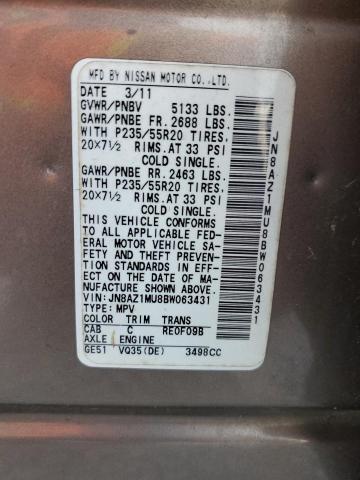 MFD BY NISSAN MOTOR CO.,LTD.
DATE 3/11
GVWR/PNBV 5133 LBS.
GAWR/PNBE FR. 2688 LBS.
WITH P235/55R20 TIRES.
20X7½ RIMS.AT 33 PSI
COLD SINGLE.
GAWR/PNBE RR. 2463 LBS.
WITH P235/55R20 TIRES.
20X7½ RIMS.AT 33 PSI
COLD SINGLE.
THIS VEHICLE CONFORMS
TO ALL APPLICABLE FED-
ERAL MOTOR VEHICLE SA-
FETY AND THEFT PREVEN-
TION STANDARDS IN EFF-
ECT ON THE DATE OF MA-
NUFACTURE SHOWN ABOVE.
VIN:JN8AZ1MU8BW063431
TYPE:MPV
COLOR TRIM TRANS
CAB C RE0F09B
AXLE ENGINE
GE51 VQ35(DE) 3498CC
JN8AZ1MU8BW063431